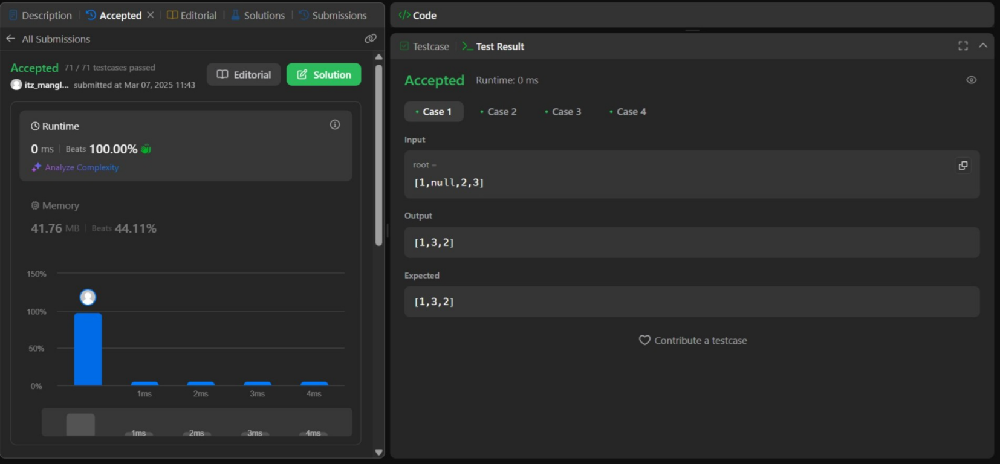 Description
Accepted
Editorial
Solutions
Submissions
All Submissions
Accepted 71 / 71 testcases passed
itz_mangl... submitted at Mar 07, 2025 11:43
Editorial
Solution
Runtime
0 ms | Beats 100.00%
Analyze Complexity
Memory
41.76 MB | Beats 44.11%
150%
100%
50%
0%
1ms 2ms 3ms 4ms
1ms 2ms 3ms 4ms
</> Code
Testcase
>_ Test Result
Accepted Runtime: 0 ms
• Case 1 • Case 2 • Case 3 • Case 4
Input
root =
[1,null,2,3]
Output
[1,3,2]
Expected
[1,3,2]
Contribute a testcase